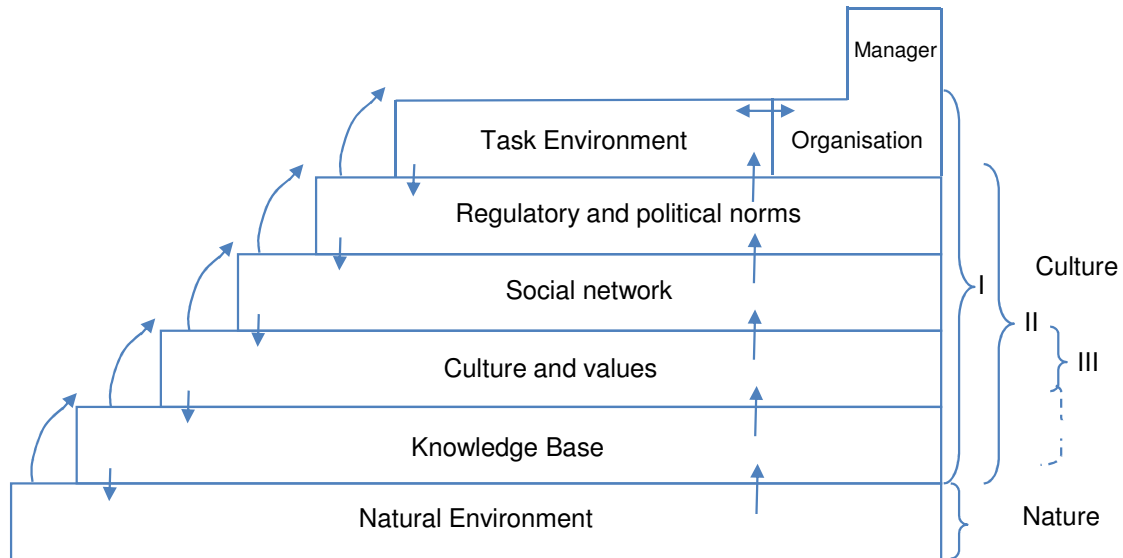 Manager
Task Environment
Organisation
Regulatory and political norms
Culture
I
Social network
II
Culture and values
III
Knowledge Base
Natural Environment
Nature